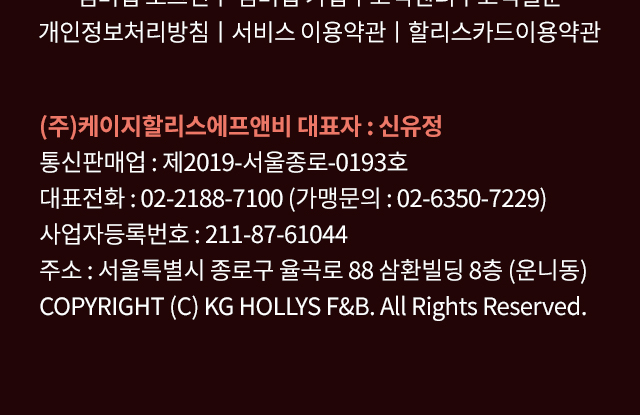 개인정보처리방침 | 서비스 이용약관 | 할리스카드이용약관
(주)케이지할리스에프앤비 대표자 : 신유정
통신판매업 : 제2019-서울종로-0193호
대표전화 : 02-2188-7100 (가맹문의 : 02-6350-7229)
사업자등록번호 : 211-87-61044
주소 : 서울특별시 종로구 율곡로 88 삼환빌딩 8층 (운니동)
COPYRIGHT (C) KG HOLLYS F&B. All Rights Reserved.